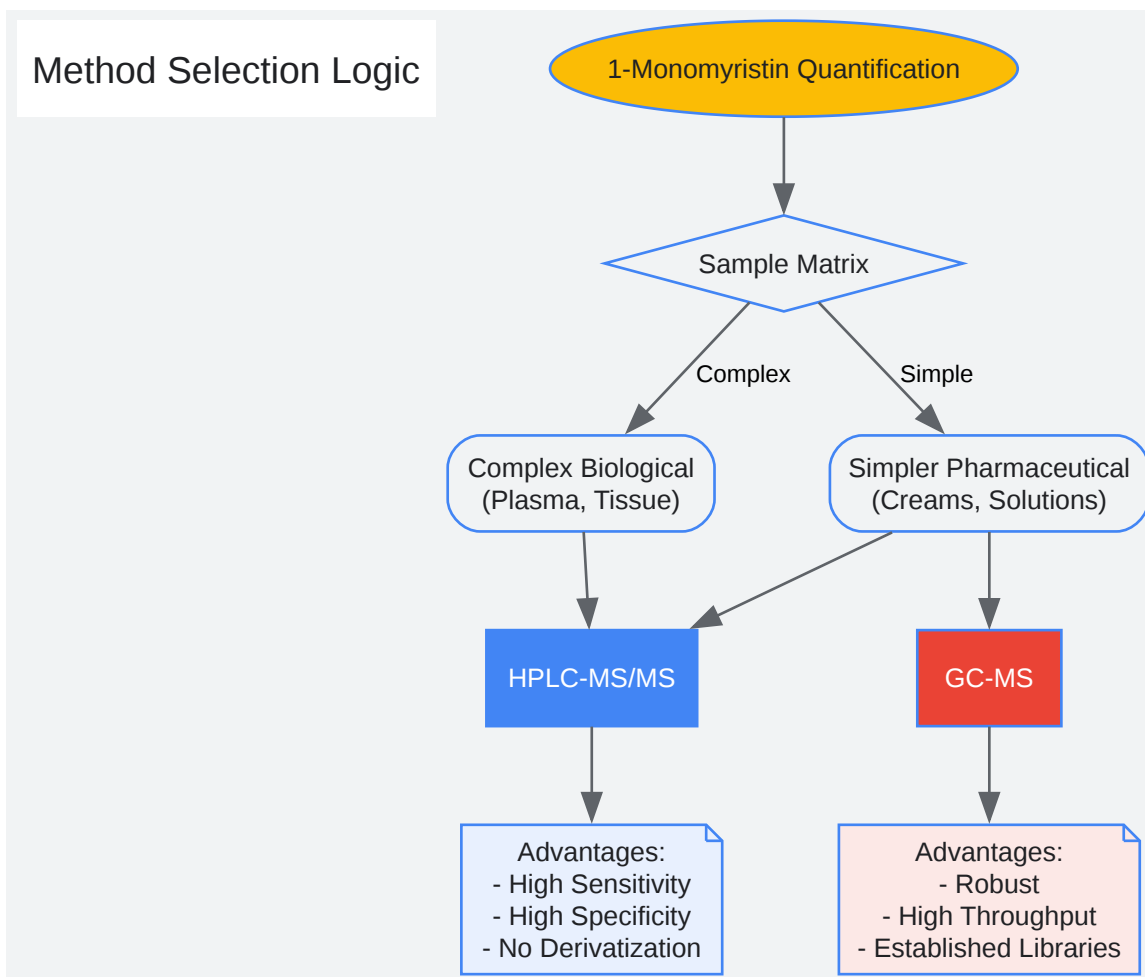 Method Selection Logic
1-Monomyristin Quantification
Sample Matrix
Complex
Simple
Complex Biological
(Plasma, Tissue)
Simpler Pharmaceutical
(Creams, Solutions)
HPLC-MS/MS
GC-MS
Advantages:
- High Sensitivity
- High Specificity
- No Derivatization
Advantages:
- Robust
- High Throughput
- Established Libraries